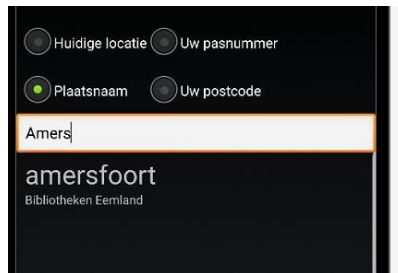 Huidige locatie Uw pasnummer
Plaatsnaam Uw postcode
Amers
amersfoort
Bibliotheken Eemland